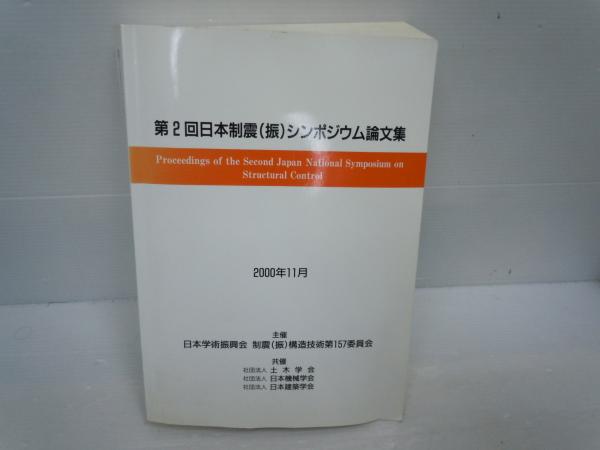 第2回日本制震(振)シンポジウム論文集
Proceedings of the Second Japan National Symposium on
Structural Control
2000年11月
主催
日本学術振興会 制震(振)構造技術第157委員会
共催
社団法人 土木学会
社団法人 日本機械学会
社団法人 日本建築学会